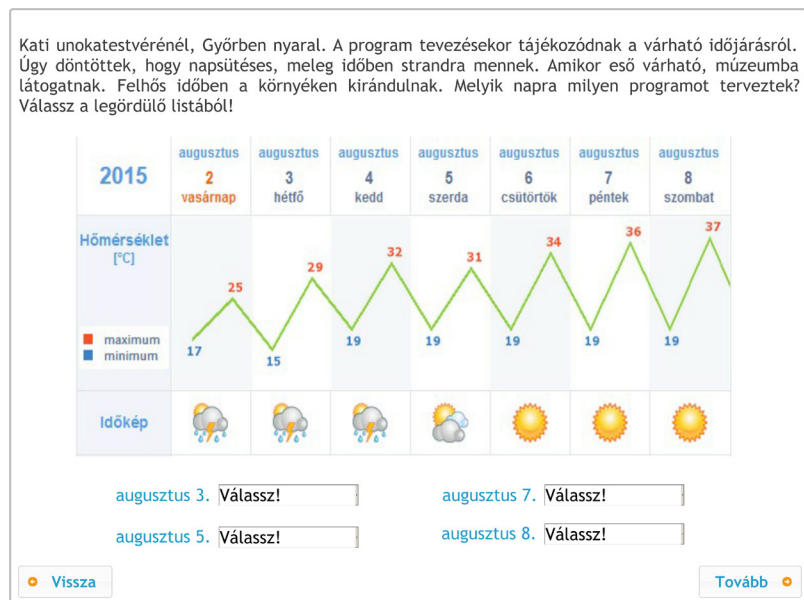 Kati unokatestvérénél, Győrben nyaral. A program tevezésekor tájékozódnak a várható időjárásról.
Úgy döntöttek, hogy napsütéses, meleg időben strandra mennek. Amikor eső várható, múzeumba
látogatnak. Felhős időben a környéken kirándulnak. Melyik napra milyen programot terveztek?
Válassz a legördülő listából!
2015
augusztus augusztus augusztus augusztus augusztus augusztus augusztus
2 3 4 5 6 7 8
vasárnap hétfő kedd szerda csütörtök péntek szombat
Hőmérséklet
[°C]
25 29 32 31 34 36 37
maximum
minimum
17 15 19 19 19 19 19
Időkép
augusztus 3. Válassz! augusztus 7. Válassz!
augusztus 5. Válassz! augusztus 8. Válassz!
Vissza Tovább